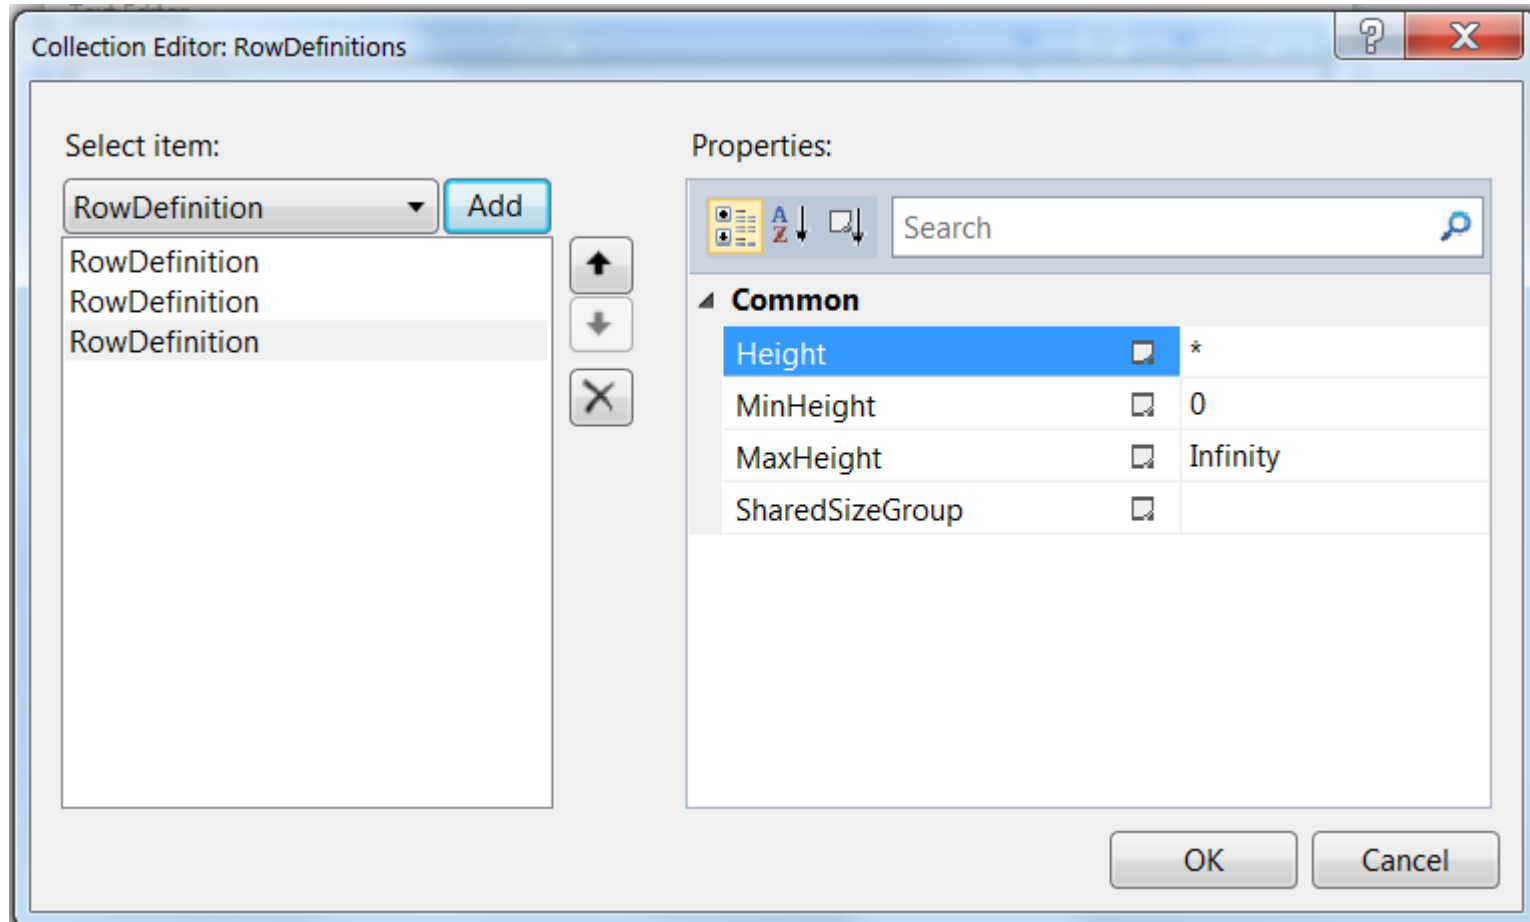 Collection Editor: RowDefinitions
Select item:
RowDefinition
Add
RowDefinition
RowDefinition
RowDefinition
Properties:
Search
Common
Height *
MinHeight 0
MaxHeight Infinity
SharedSizeGroup
OK
Cancel